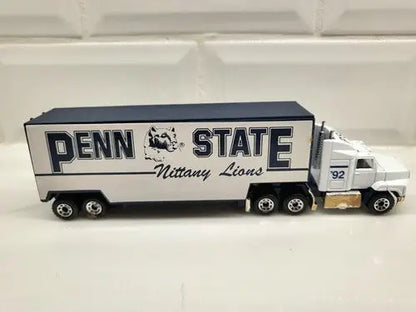 PENN STATE
Nittany Lions
'92